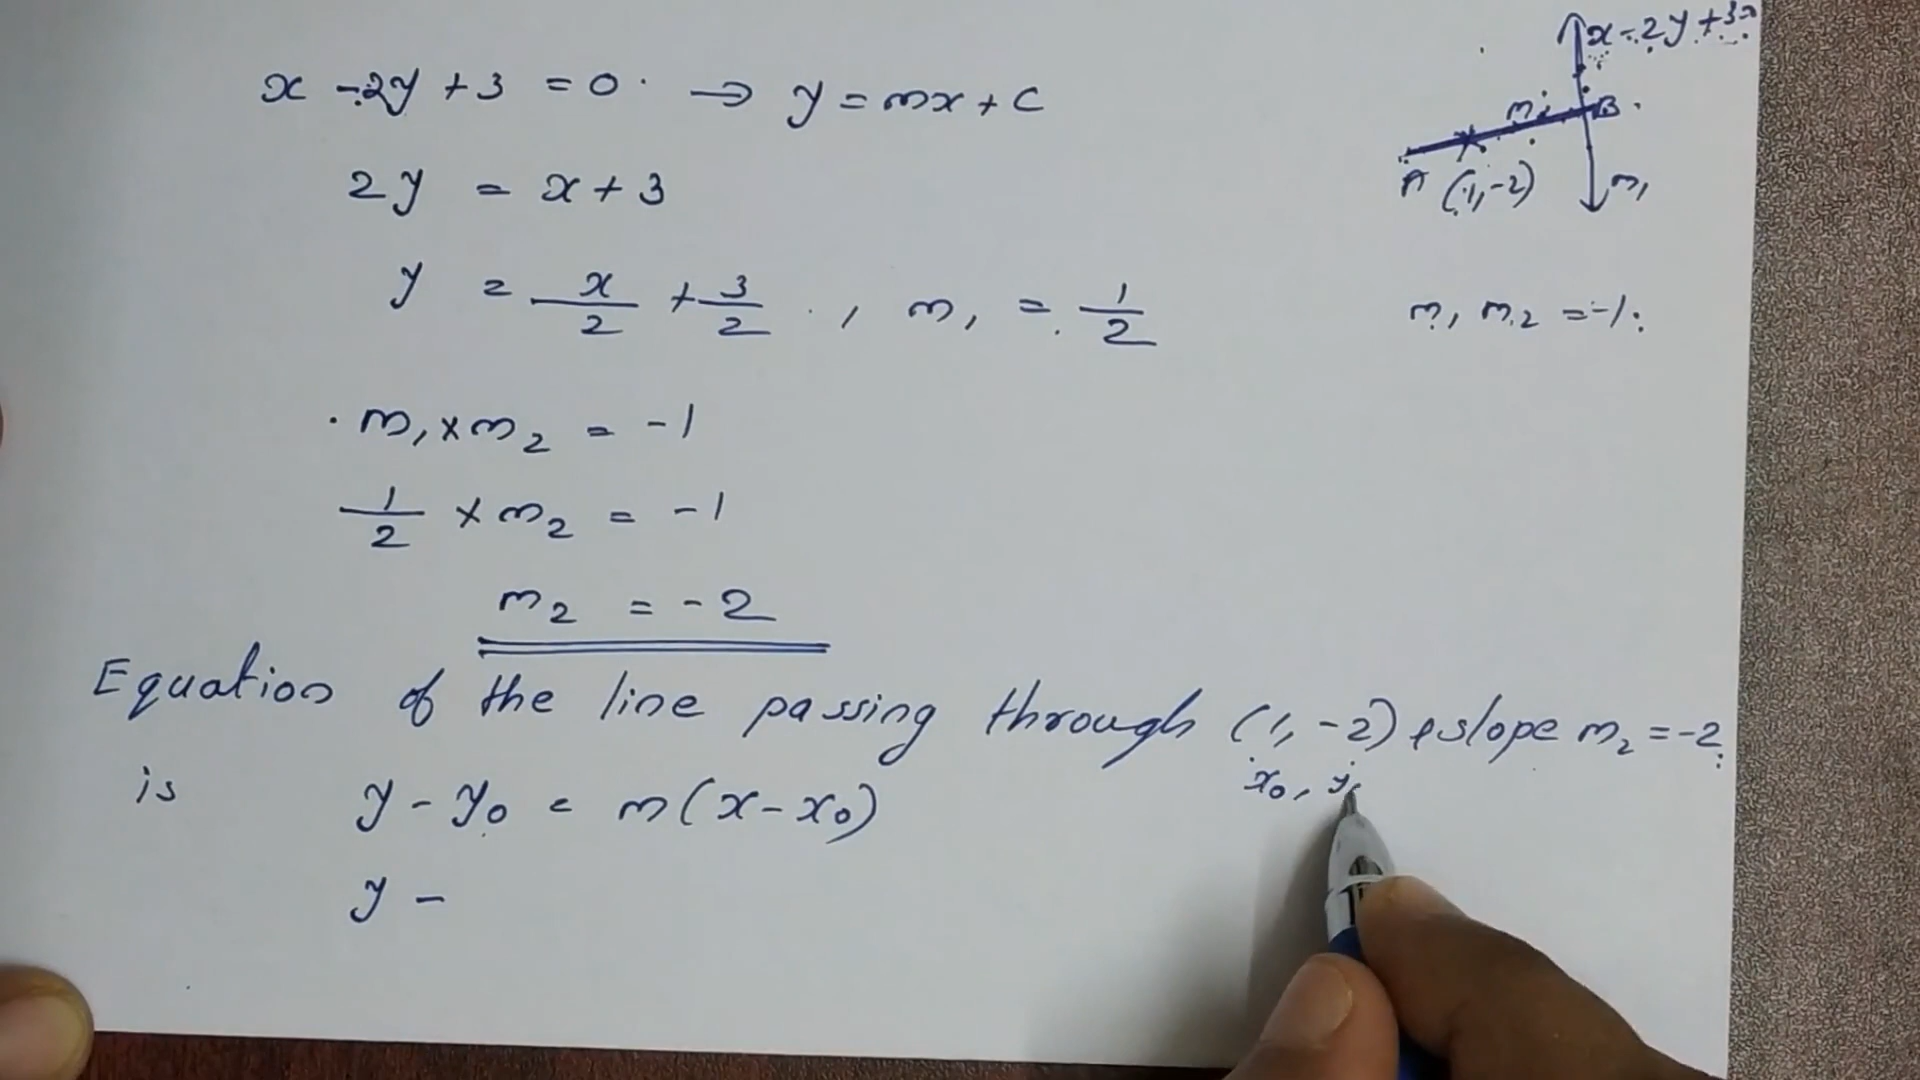 x - 2y + 3 = 0 ⇒ y = mx + c
2y = x + 3
y = x/2 + 3/2 , m₁ = 1/2
m₁ × m₂ = -1
1/2 × m₂ = -1
m₂ = -2
Equation of the line passing through (1, -2) & slope m₂ = -2
x₀, y₀
is y - y₀ = m(x - x₀)
y -
x - 2y + 3 =
m₂ B
A (1, -2) m₁
m₁ m₂ = -1